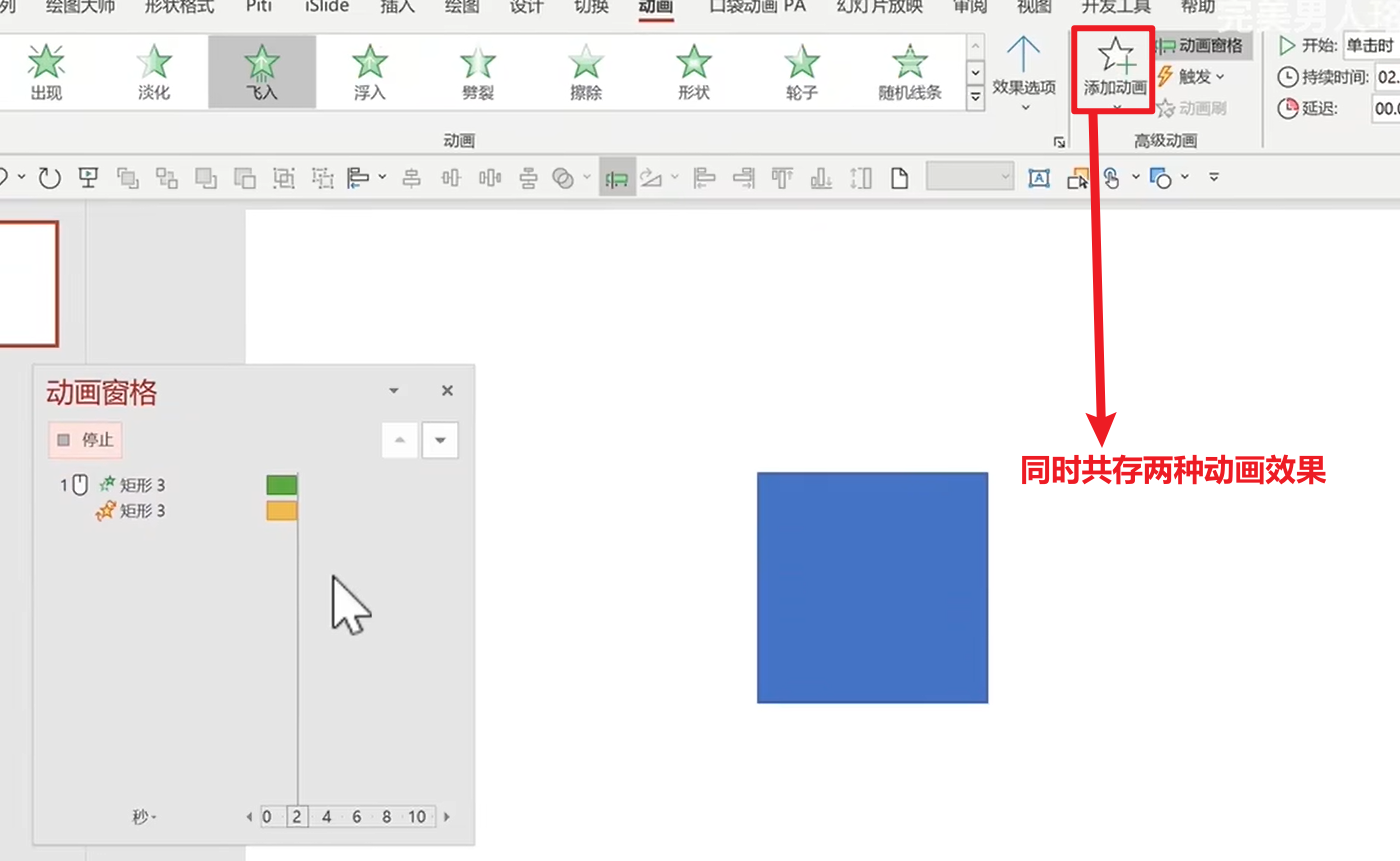 列 绘图大师 形状格式 Piti iSlide 插入 绘图 设计 切换 动画 口袋动画 PA 幻灯片放映 审阅 视图 开发工具 帮助
完美男人
出现 淡化 飞入 浮入 劈裂 擦除 形状 轮子 随机线条
效果选项
添加动画
动画窗格
触发
动画刷
开始: 单击时
持续时间: 02.
延迟: 00.0
动画
高级动画
动画窗格
停止
1 矩形 3
矩形 3
同时共存两种动画效果
秒
0 2 4 6 8 10